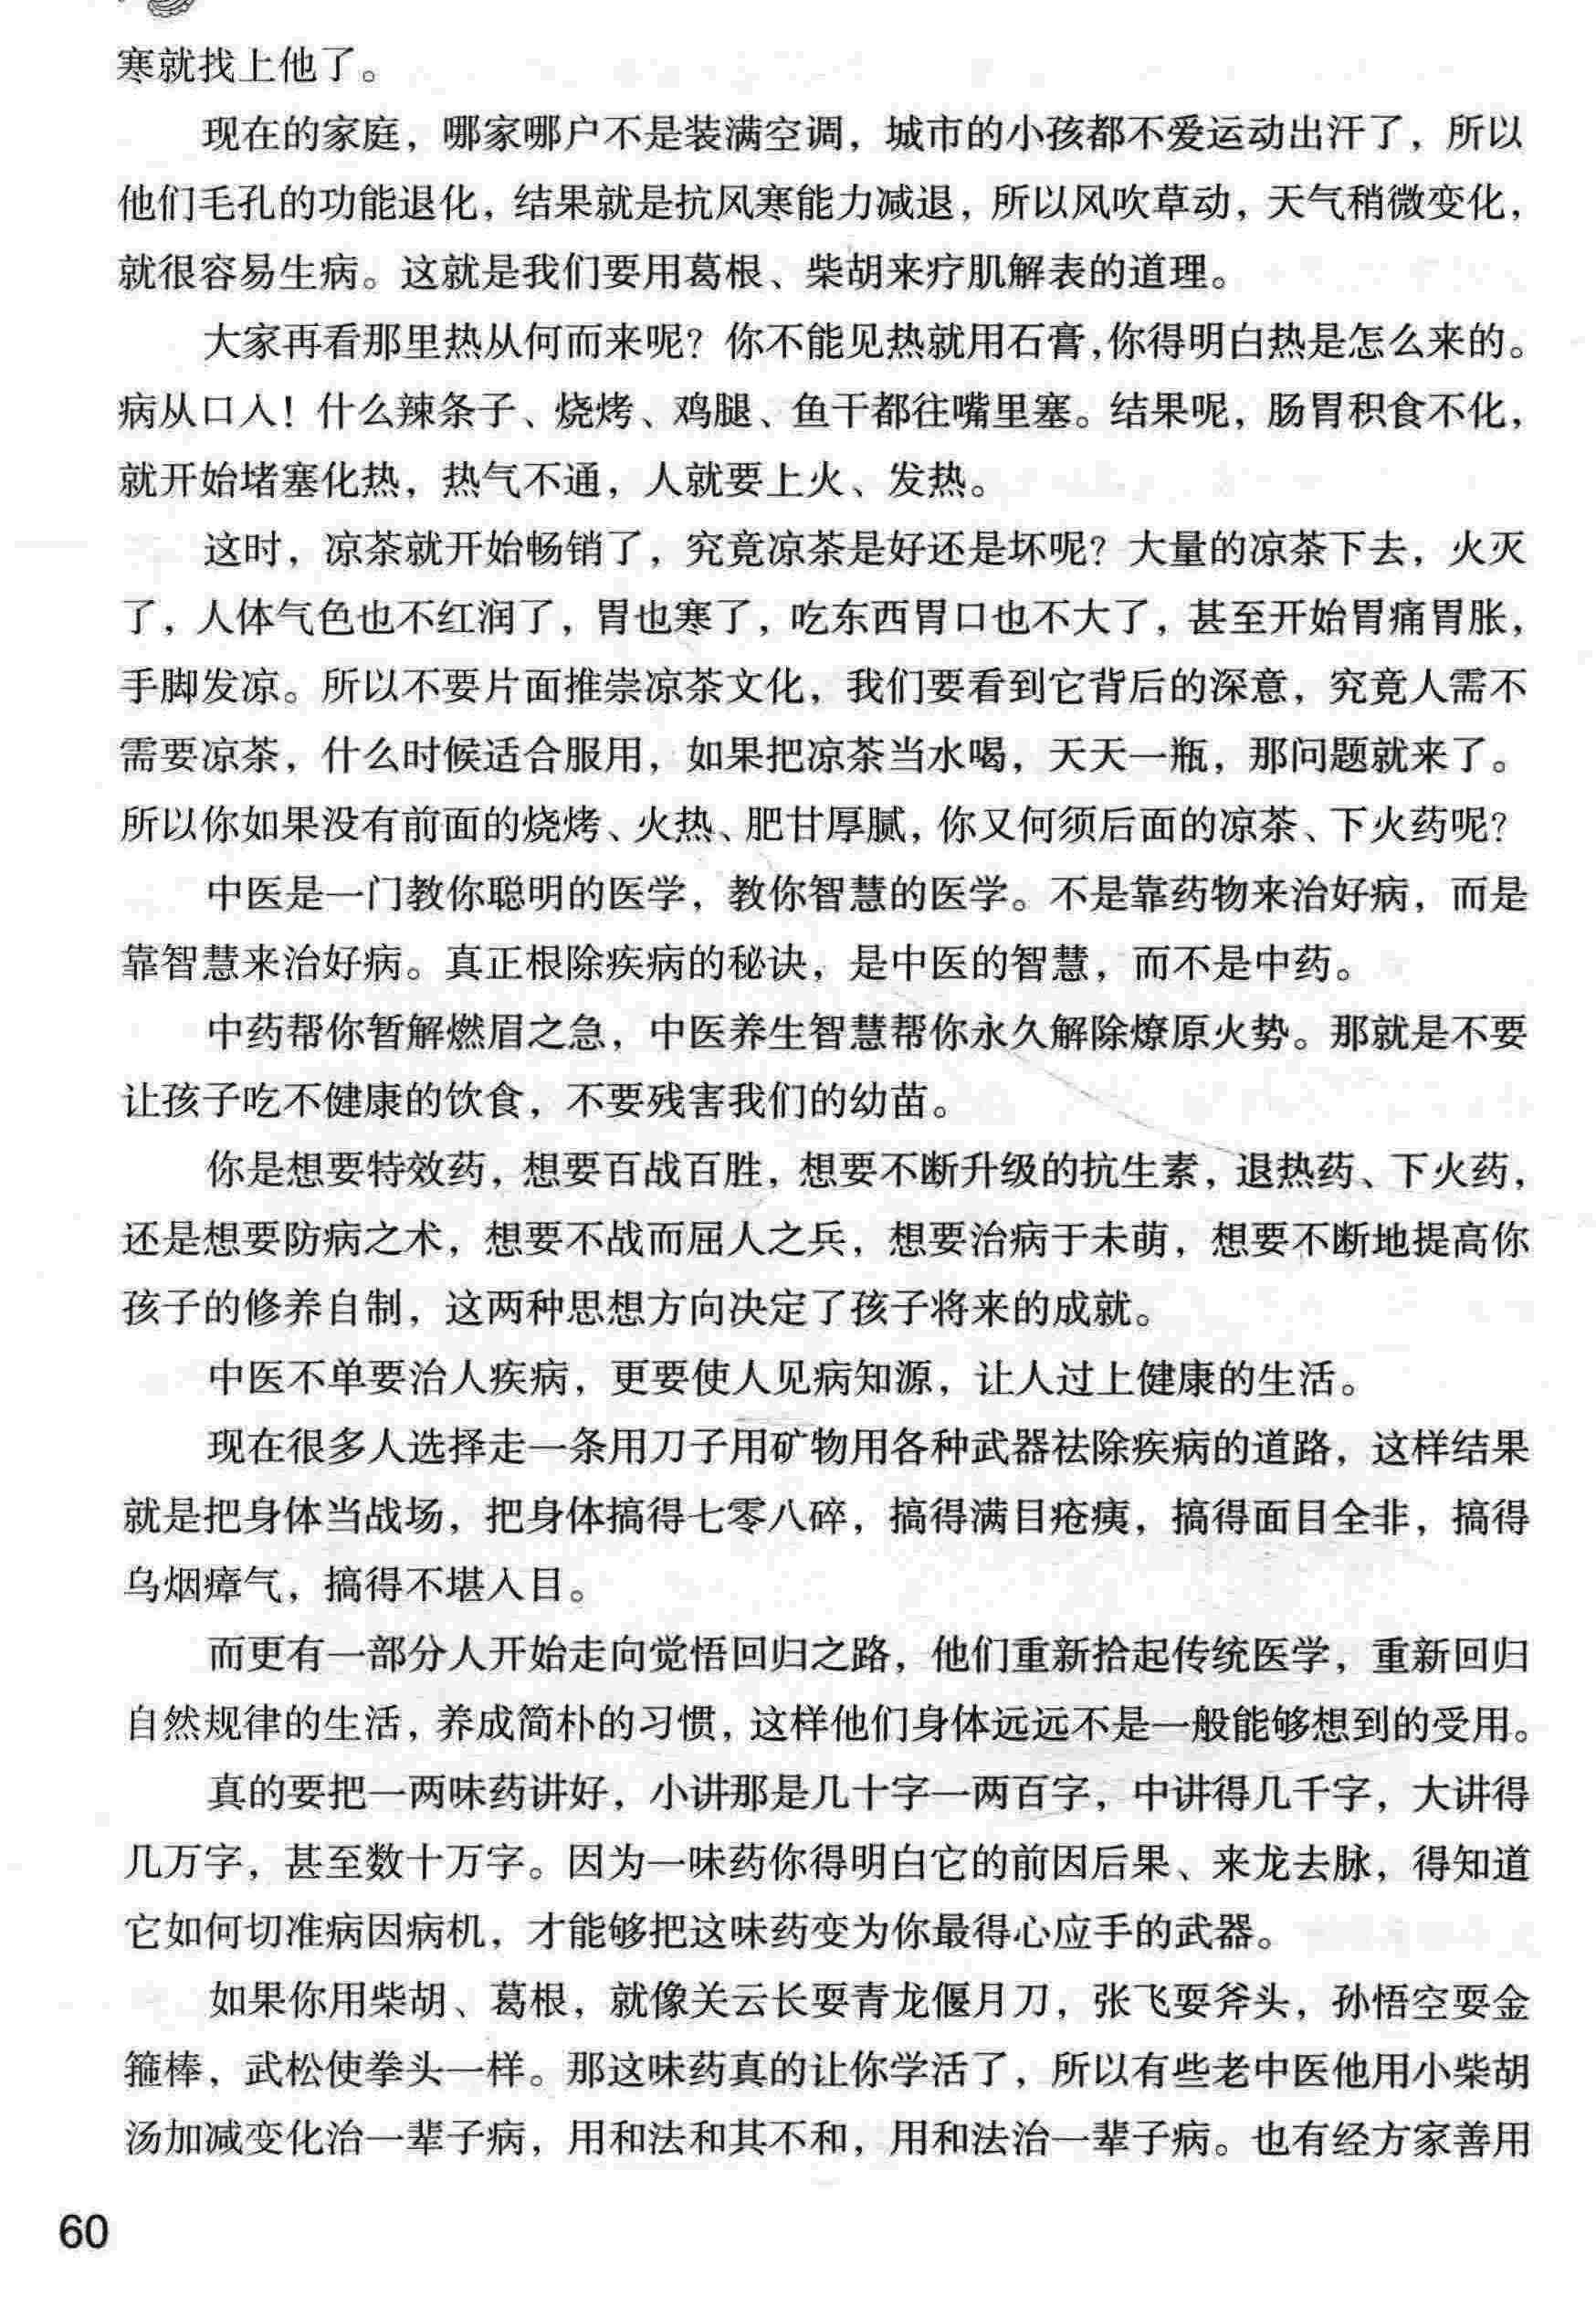 寒就找上他了。
现在的家庭，哪家哪户不是装满空调，城市的小孩都不爱运动出汗了，所以
他们毛孔的功能退化，结果就是抗风寒能力减退，所以风吹草动，天气稍微变化，
就很容易生病。这就是我们要用葛根、柴胡来疗肌解表的道理。
大家再看那里热从何而来呢？你不能见热就用石膏，你得明白热是怎么来的。
病从口入！什么辣条子、烧烤、鸡腿、鱼干都往嘴里塞。结果呢，肠胃积食不化，
就开始堵塞化热，热气不通，人就要上火、发热。
这时，凉茶就开始畅销了，究竟凉茶是好还是坏呢？大量的凉茶下去，火灭
了，人体气色也不红润了，胃也寒了，吃东西胃口也不大了，甚至开始胃痛胃胀，
手脚发凉。所以不要片面推崇凉茶文化，我们要看到它背后的深意，究竟人需不
需要凉茶，什么时候适合服用，如果把凉茶当水喝，天天一瓶，那问题就来了。
所以你如果没有前面的烧烤、火热、肥甘厚腻，你又何须后面的凉茶、下火药呢？
中医是一门教你聪明的医学，教你智慧的医学。不是靠药物来治好病，而是
靠智慧来治好病。真正根除疾病的秘诀，是中医的智慧，而不是中药。
中药帮你暂解燃眉之急，中医养生智慧帮你永久解除燎原火势。那就是不要
让孩子吃不健康的饮食，不要残害我们的幼苗。
你是想要特效药，想要百战百胜，想要不断升级的抗生素，退热药、下火药，
还是想要防病之术，想要不战而屈人之兵，想要治病于未萌，想要不断地提高你
孩子的修养自制，这两种思想方向决定了孩子将来的成就。
中医不单要治人疾病，更要使人见病知源，让人过上健康的生活。
现在很多人选择走一条用刀子用矿物用各种武器祛除疾病的道路，这样结果
就是把身体当战场，把身体搞得七零八碎，搞得满目疮痍，搞得面目全非，搞得
乌烟瘴气，搞得不堪入目。
而更有一部分人开始走向觉悟回归之路，他们重新拾起传统医学，重新回归
自然规律的生活，养成简朴的习惯，这样他们身体远远不是一般能够想到的受用。
真的要把一两味药讲好，小讲那是几十字一两百字，中讲得几千字，大讲得
几万字，甚至数十万字。因为一味药你得明白它的前因后果、来龙去脉，得知道
它如何切准病因病机，才能够把这味药变为你最得心应手的武器。
如果你用柴胡、葛根，就像关云长耍青龙偃月刀，张飞耍斧头，孙悟空耍金
箍棒，武松使拳头一样。那这味药真的让你学活了，所以有些老中医他用小柴胡
汤加减变化治一辈子病，用和法和其不和，用和法治一辈子病。也有经方家善用
60